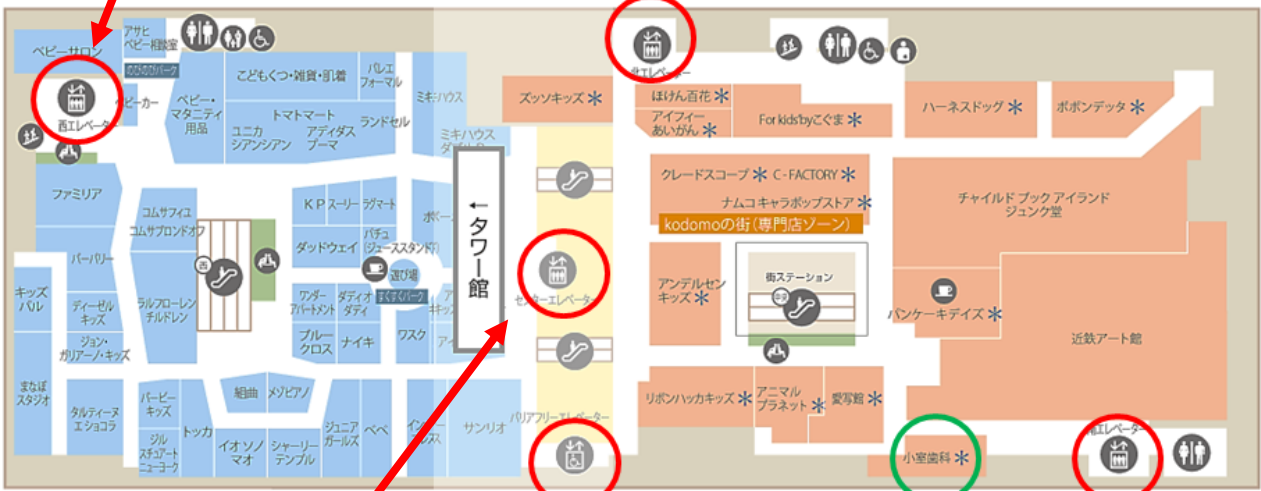 アサヒ
ベビー相談室
ベビーサロン
のびのびパーク
西エレベーター
ベビーカー
ベビー・
マタニティ
用品
こどもくつ・雑貨・肌着
バレエ
フォーマル
トマトマート
ユニカ
シアンシアン
アディダス
プーマ
ランドセル
ミキハウス
ミキハウス
ズッソキッズ*
北エレベーター
ほけん百花*
アイフィー
あいがん*
For kids'byこぐま*
ハーネスドッグ*
ポポンデッタ*
クレードスコープ* C-FACTORY*
ナムコキャラポップストア*
kodomoの街(専門店ゾーン)
チャイルド ブック アイランド
ジュンク堂
ファミリア
コムサフィユ
コムサブロンドオフ
バーバリー
KP
スーリー
ラグマート
ダッドウェイ
パチュ
(ジューススタンド)
遊び場
すくすくパーク
←タワー館
センターエレベーター
アンデルセン
キッズ*
街ステーション
中央
パンケーキデイズ*
近鉄アート館
西
キッズ
パル
ディーゼル
キッズ
ラルフローレン
チルドレン
ジョン・
ガリアーノ・キッズ
ワンダー
アパートメント
ダディオ
ダディ
ブルー
クロス
ナイキ
ワスク
まなぼ
スタジオ
タルティーヌ
エショコラ
バービー
キッズ
ジル
スチュアート
ニューヨーク
トッカ
組曲
メゾピアノ
イオソノ
マオ
シャーリー
テンプル
ジュニア
ガールズ
べべ
サンリオ
バリアフリーエレベーター
リボンハッカキッズ*
アニマル
プラネット*
愛写館*
小室歯科*
南エレベーター